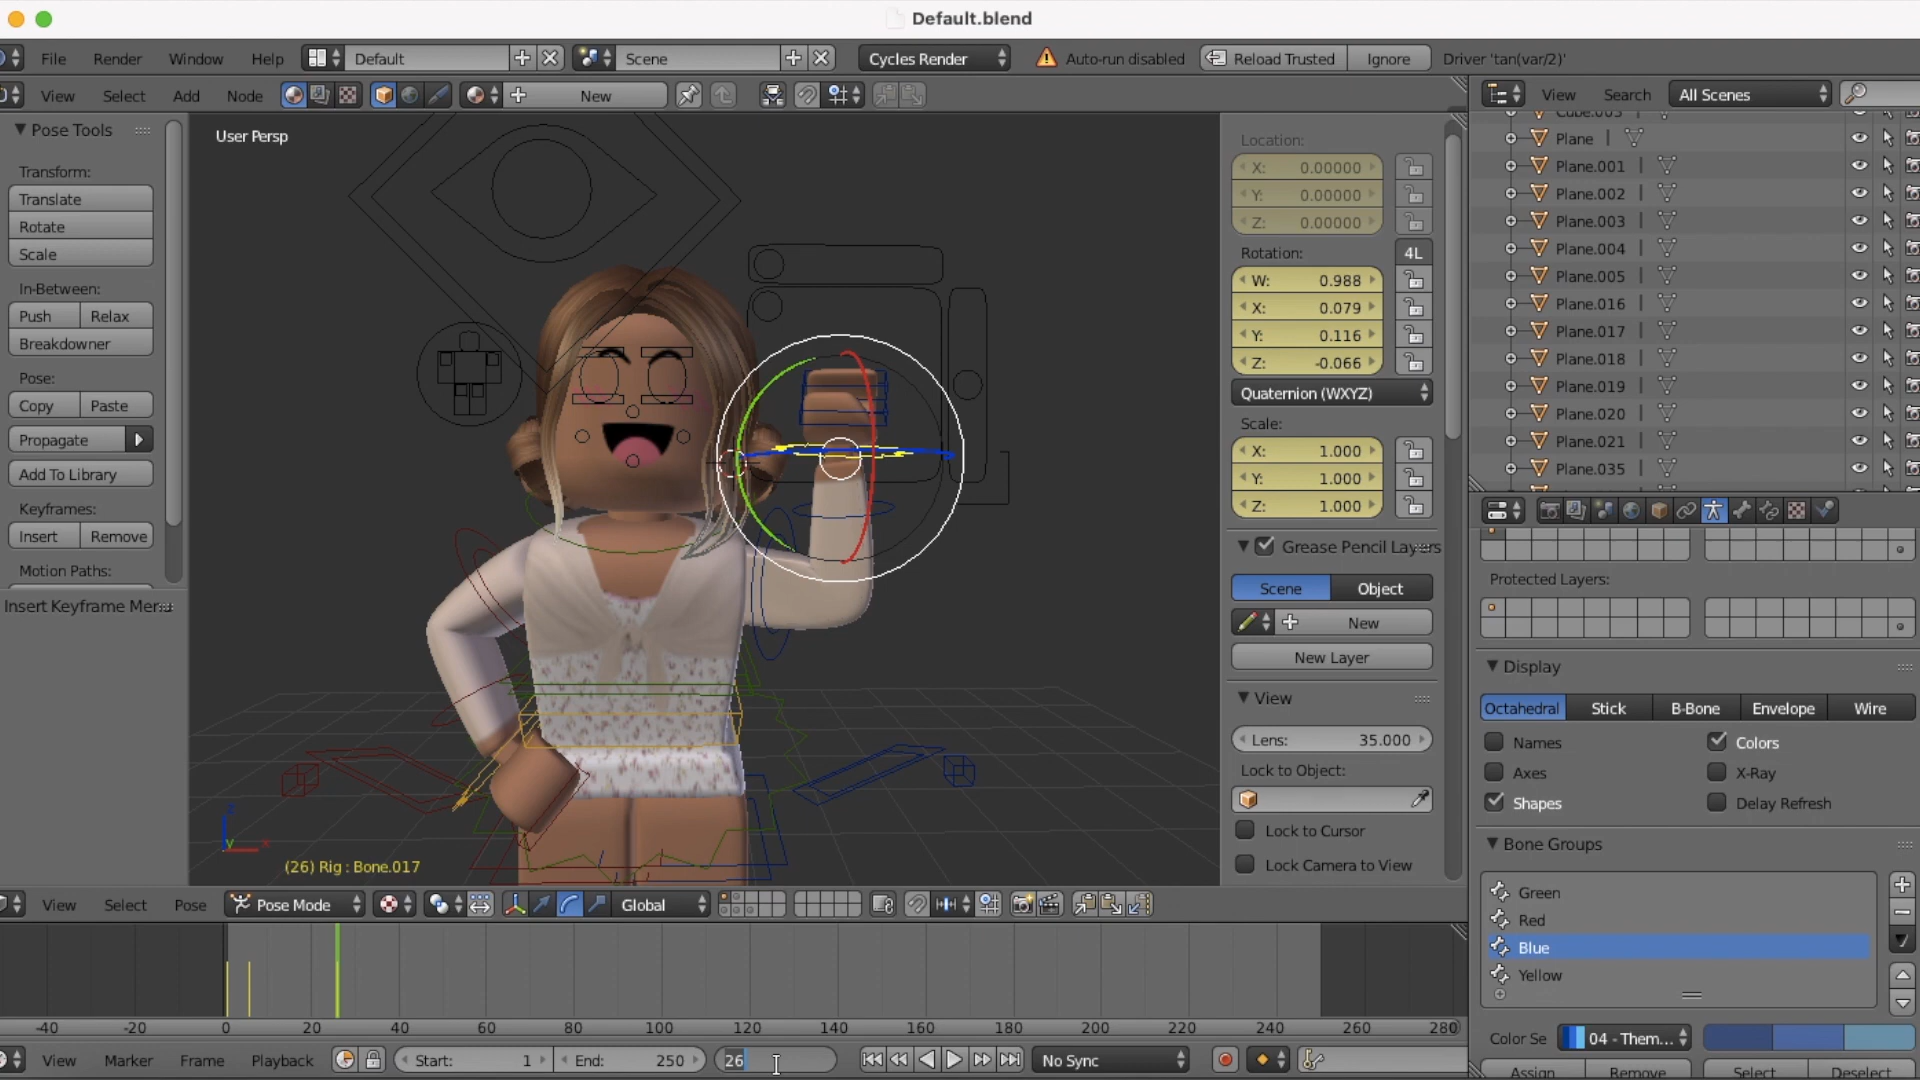 Default.blend
File Render Window Help Default Scene Cycles Render Auto-run disabled Reload Trusted Ignore Driver 'tan(var/2)'
View Select Add Node New
View Search All Scenes
Pose Tools
Transform:
Translate
Rotate
Scale
In-Between:
Push Relax
Breakdowner
Pose:
Copy Paste
Propagate
Add To Library
Keyframes:
Insert Remove
Motion Paths:
Insert Keyframe Men
User Persp
(26) Rig : Bone.017
Location:
X: 0.00000
Y: 0.00000
Z: 0.00000
Rotation: 4L
W: 0.988
X: 0.079
Y: 0.116
Z: -0.066
Quaternion (WXYZ)
Scale:
X: 1.000
Y: 1.000
Z: 1.000
Grease Pencil Layers
Scene Object
New
New Layer
View
Lens: 35.000
Lock to Object:
Lock to Cursor
Lock Camera to View
Cube.003
Plane
Plane.001
Plane.002
Plane.003
Plane.004
Plane.005
Plane.016
Plane.017
Plane.018
Plane.019
Plane.020
Plane.021
Plane.035
Protected Layers:
Display
Octahedral Stick B-Bone Envelope Wire
Names Colors
Axes X-Ray
Shapes Delay Refresh
Bone Groups
Green
Red
Blue
Yellow
Color Se 04 - Them...
Assign Remove Select Deselect
View Select Pose Pose Mode Global
-40 -20 0 20 40 60 80 100 120 140 160 180 200 220 240 260 280
View Marker Frame Playback Start: 1 End: 250 26 No Sync